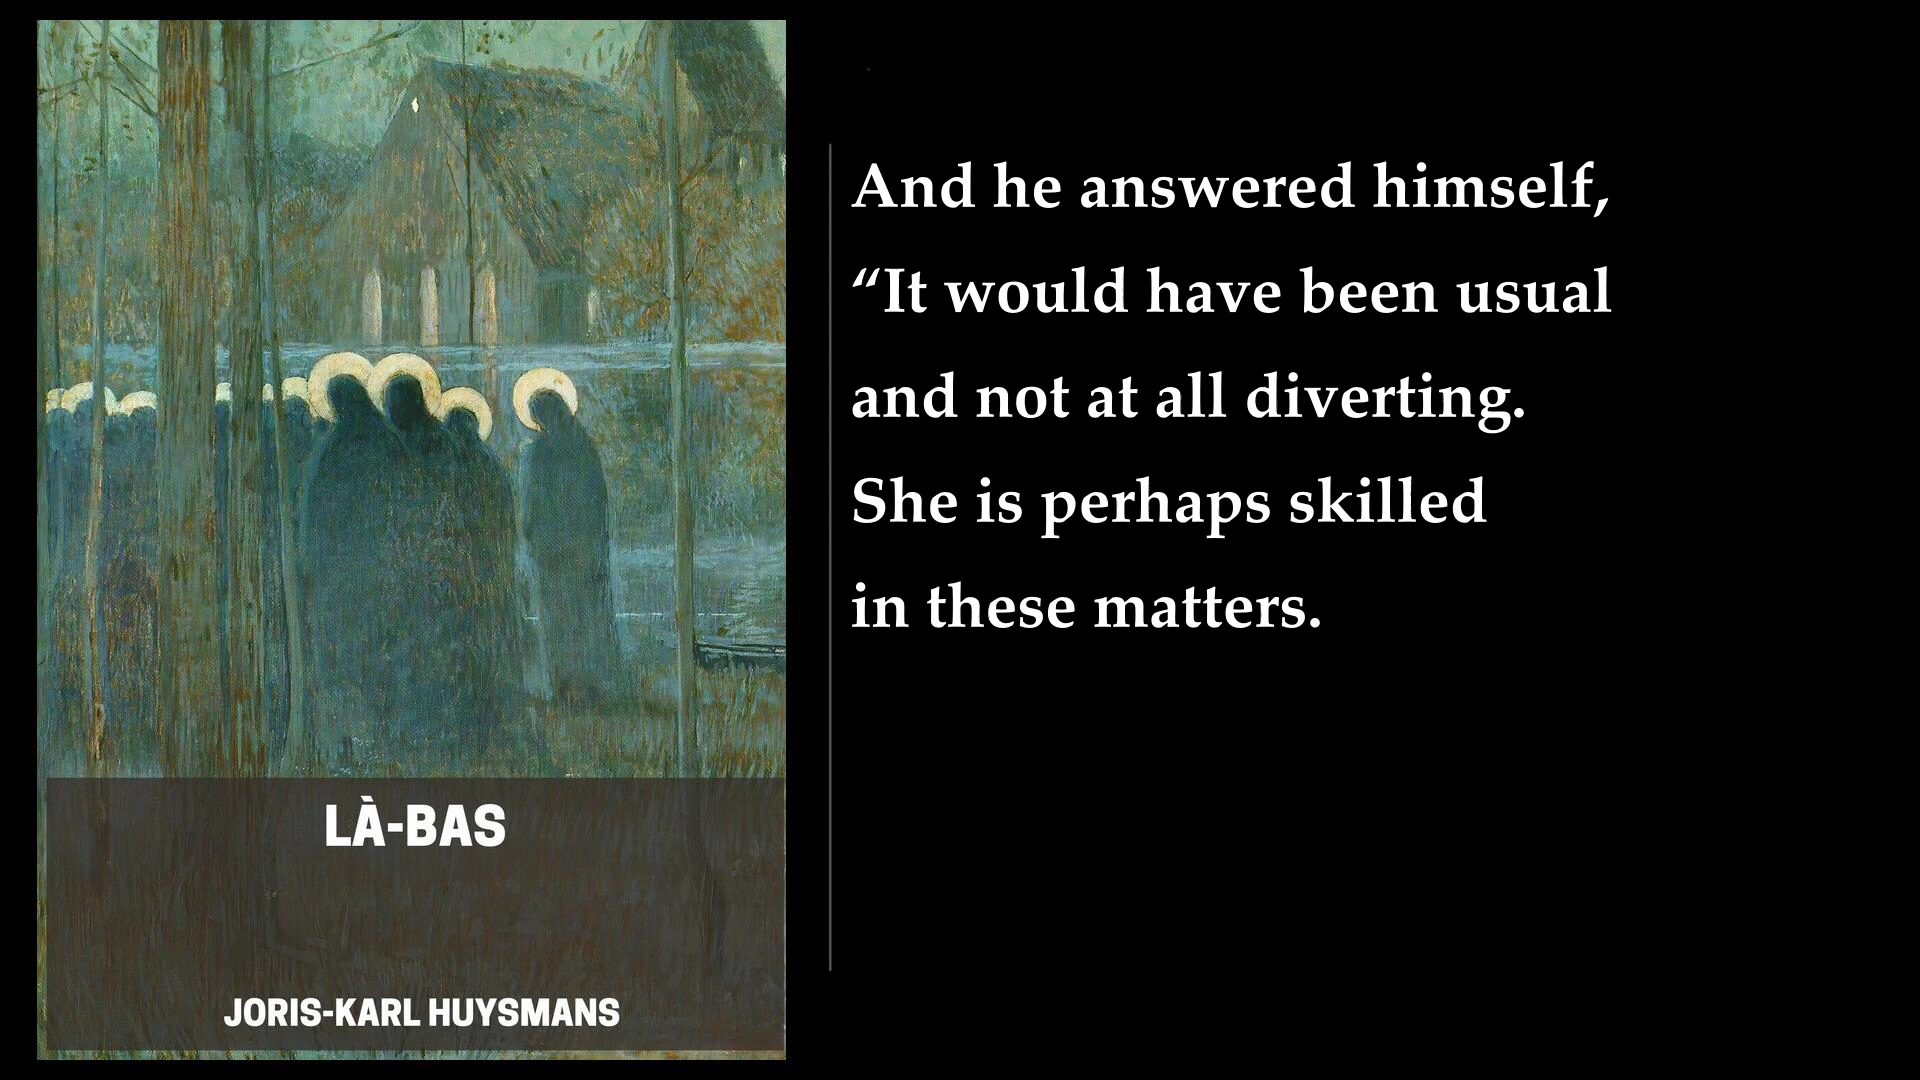 LÀ-BAS
JORIS-KARL HUYSMANS
And he answered himself,
“It would have been usual
and not at all diverting.
She is perhaps skilled
in these matters.